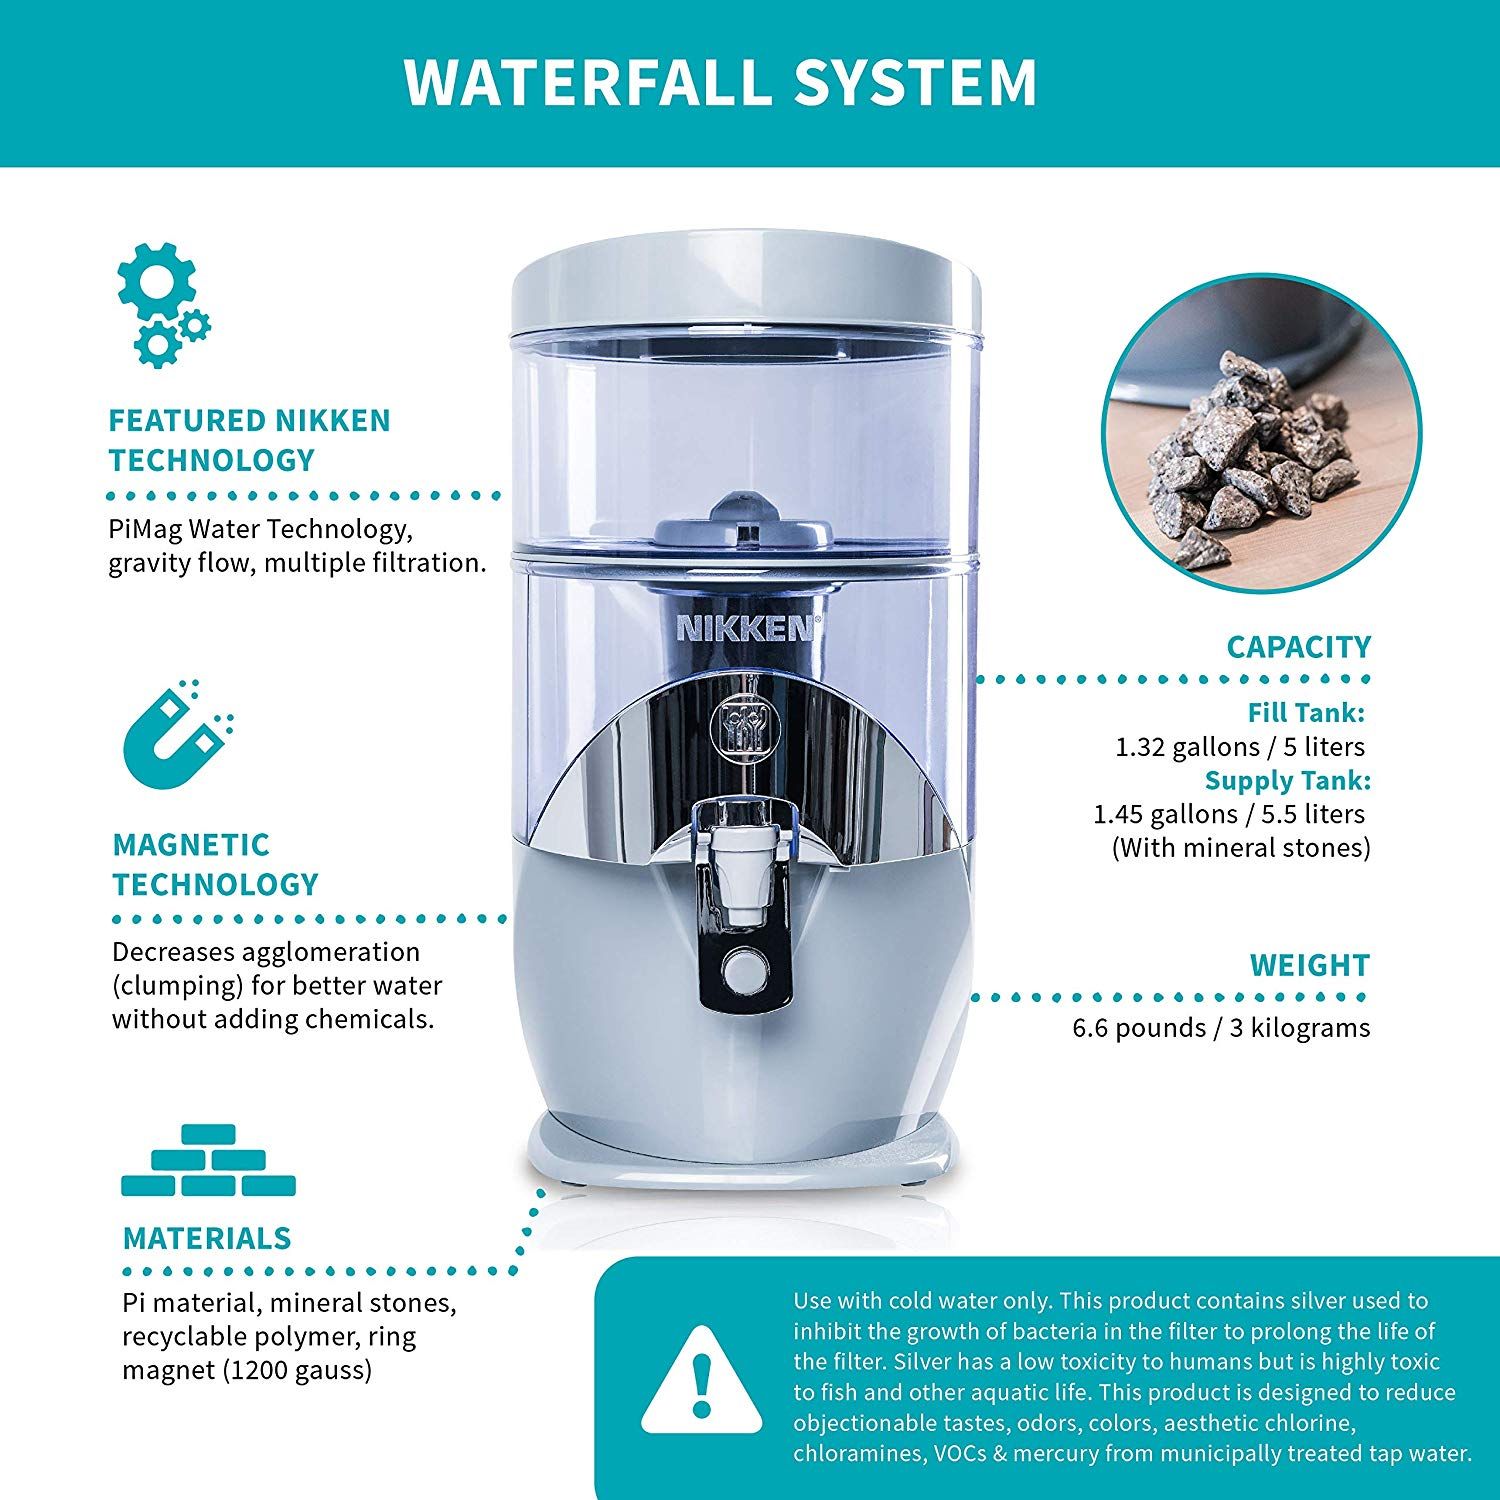 WATERFALL SYSTEM
FEATURED NIKKEN
TECHNOLOGY
PiMag Water Technology,
gravity flow, multiple filtration.
MAGNETIC
TECHNOLOGY
Decreases agglomeration
(clumping) for better water
without adding chemicals.
MATERIALS
Pi material, mineral stones,
recyclable polymer, ring
magnet (1200 gauss)
NIKKEN®
CAPACITY
Fill Tank:
1.32 gallons / 5 liters
Supply Tank:
1.45 gallons / 5.5 liters
(With mineral stones)
WEIGHT
6.6 pounds / 3 kilograms
Use with cold water only. This product contains silver used to
inhibit the growth of bacteria in the filter to prolong the life of
the filter. Silver has a low toxicity to humans but is highly toxic
to fish and other aquatic life. This product is designed to reduce
objectionable tastes, odors, colors, aesthetic chlorine,
chloramines, VOCs & mercury from municipally treated tap water.